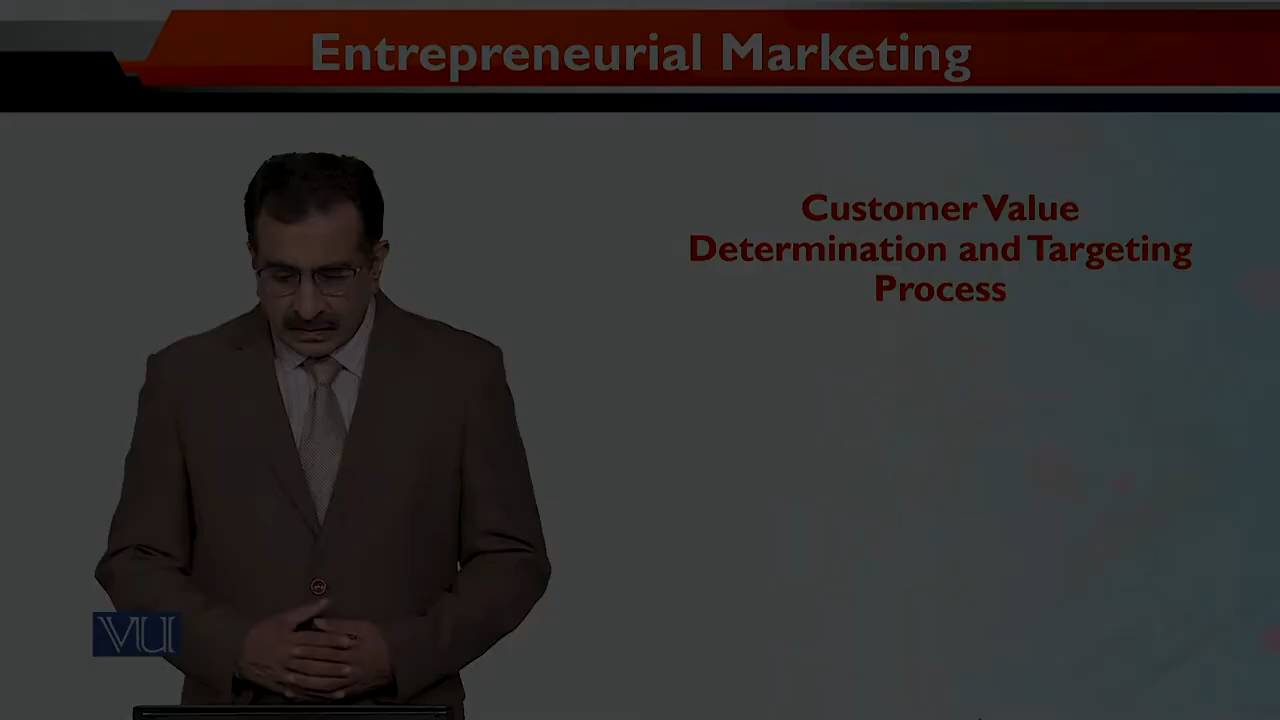 Entrepreneurial Marketing
Customer Value
Determination and Targeting
Process
VU